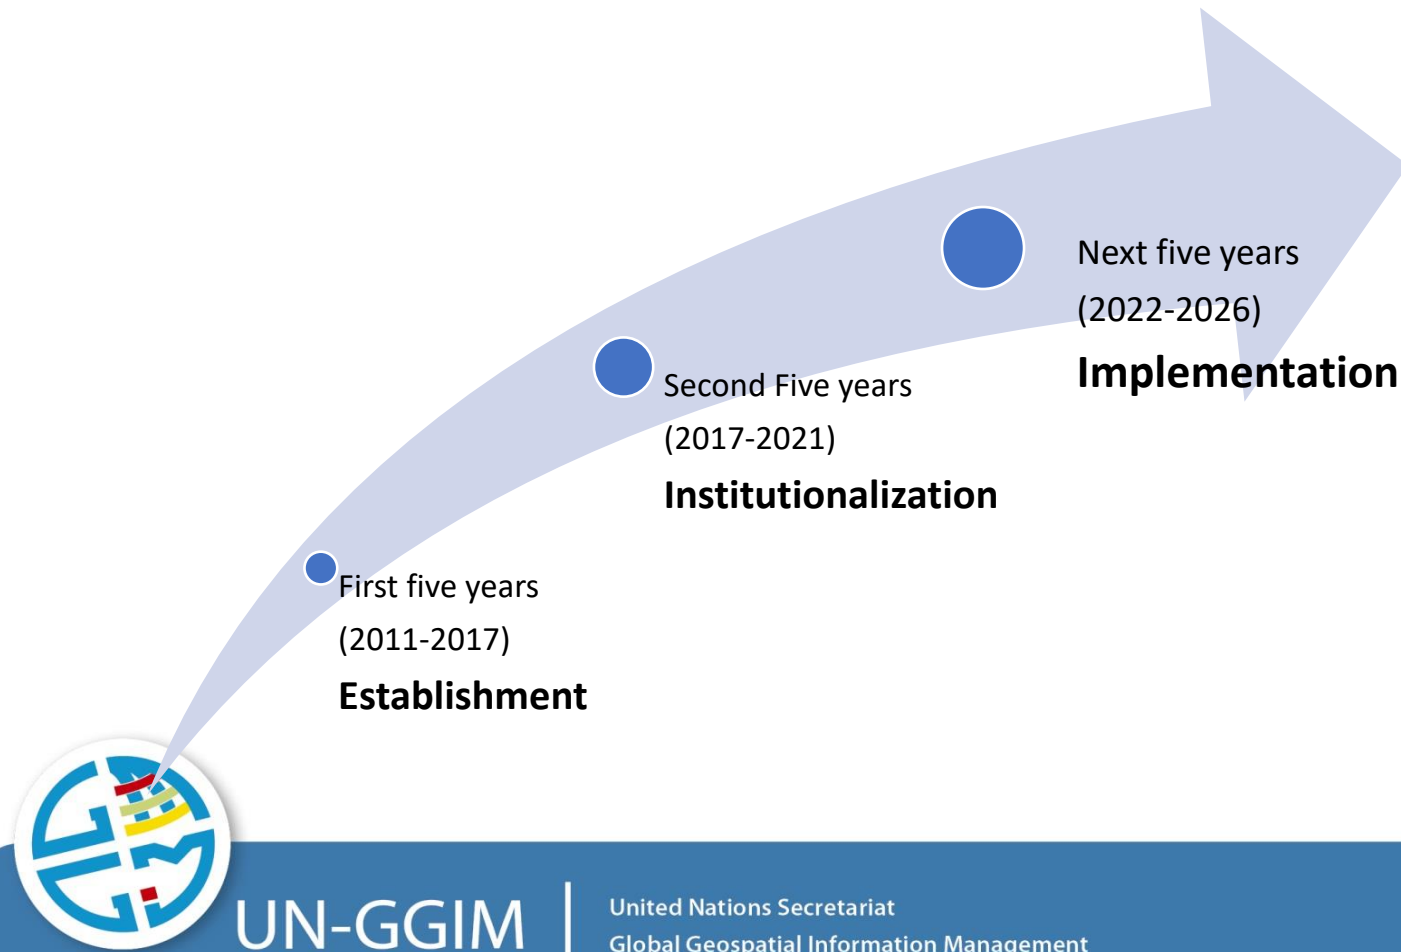 Next five years
(2022-2026)
Implementation
Second Five years
(2017-2021)
Institutionalization
First five years
(2011-2017)
Establishment
UN-GGIM
United Nations Secretariat
Global Geospatial Information Management